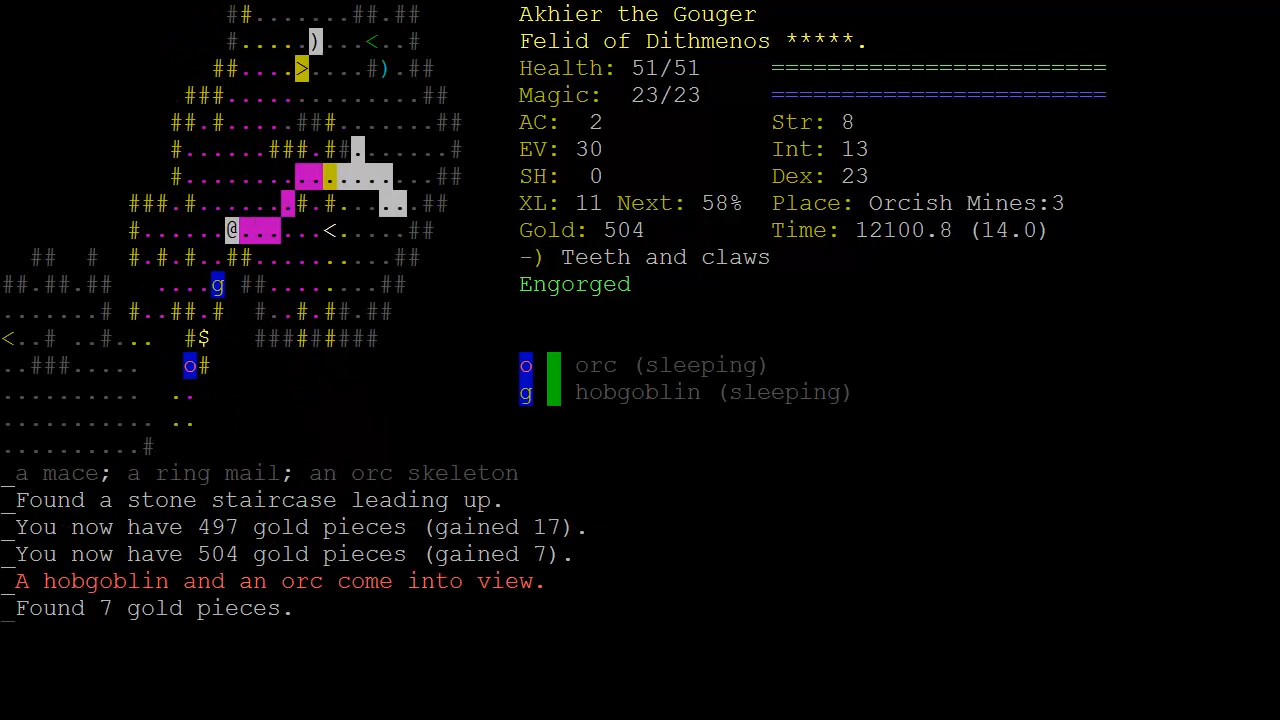 ##.......##.##                Akhier the Gouger
#.....)...<..#                Felid of Dithmenos *****.
##....>....#).##              Health: 51/51 ========================
###..............##           Magic: 23/23 ========================
##.#.....###.......##         AC: 2 Str: 8
#......###.##.......#         EV: 30 Int: 13
#..................##         SH: 0 Dex: 23
###.#.......#.#......##       XL: 11 Next: 58% Place: Orcish Mines:3
#......@......<.....##        Gold: 504 Time: 12100.8 (14.0)
## # #.#.#..##...........##   -) Teeth and claws
##.##.## ....g ##........##   Engorged
.......# #..##.# #..#.##.##
<..# ..#... #$ #########
..###..... o#                 o orc (sleeping)
.......... ..                 g hobgoblin (sleeping)
.......... ..
..........#
_a mace; a ring mail; an orc skeleton
_Found a stone staircase leading up.
_You now have 497 gold pieces (gained 17).
_You now have 504 gold pieces (gained 7).
_A hobgoblin and an orc come into view.
_Found 7 gold pieces.